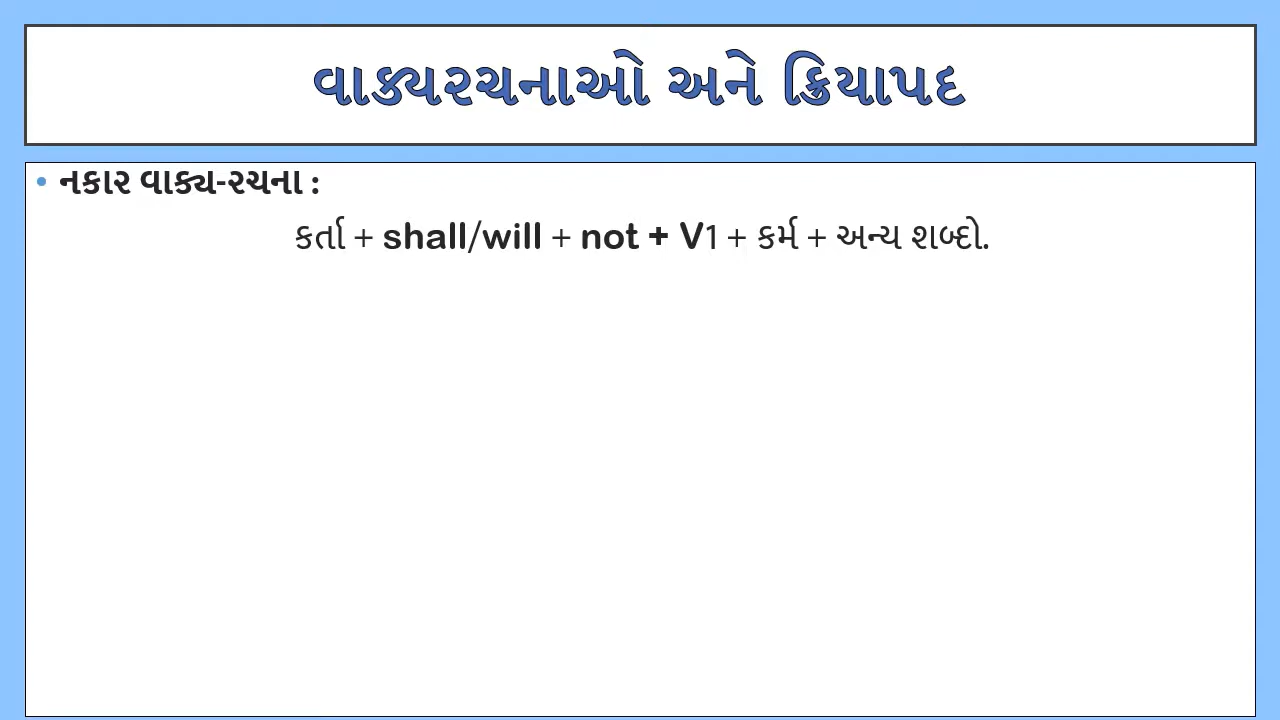 વાક્યરચનાઓ અને ક્રિયાપદ
• નકાર વાક્ય-રચના :
કર્તા + shall/will + not + V1 + કર્મ + અન્ય શબ્દો.